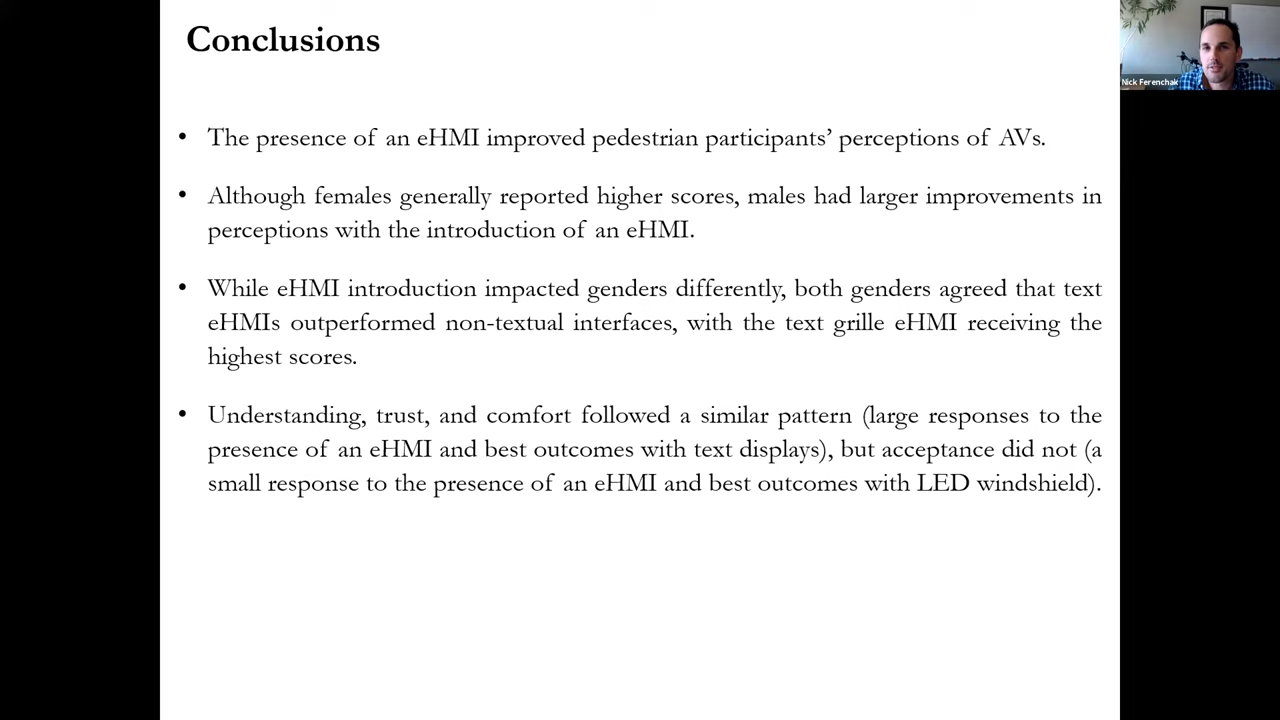 Conclusions
• The presence of an eHMI improved pedestrian participants’ perceptions of AVs.
• Although females generally reported higher scores, males had larger improvements in
perceptions with the introduction of an eHMI.
• While eHMI introduction impacted genders differently, both genders agreed that text
eHMIs outperformed non-textual interfaces, with the text grille eHMI receiving the
highest scores.
• Understanding, trust, and comfort followed a similar pattern (large responses to the
presence of an eHMI and best outcomes with text displays), but acceptance did not (a
small response to the presence of an eHMI and best outcomes with LED windshield).
Nick Ferenchak